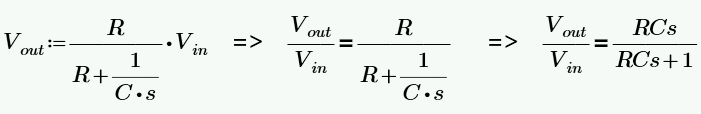 V_out := R / (R + 1 / (C • s)) • V_in => V_out / V_in = R / (R + 1 / (C • s)) => V_out / V_in = RCs / (RCs + 1)